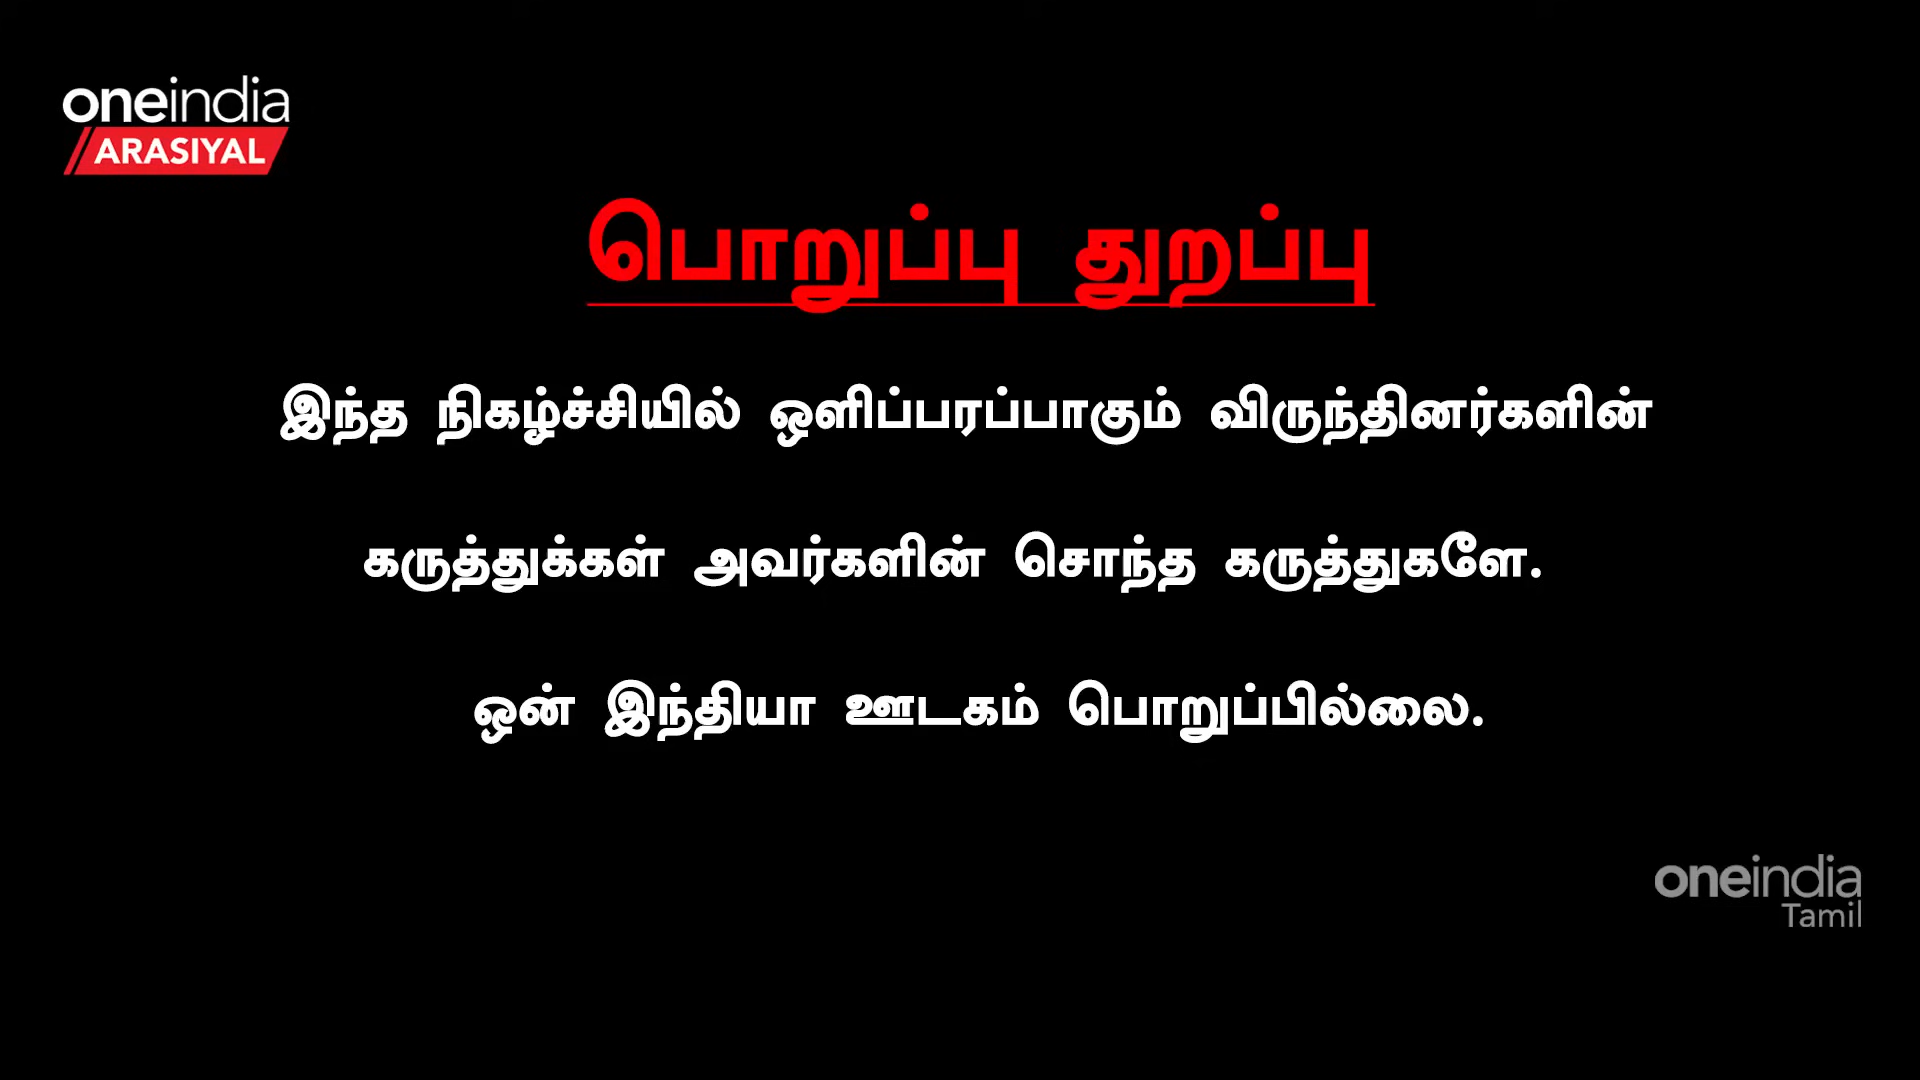 oneindia
ARASIYAL
பொறுப்பு துறப்பு
இந்த நிகழ்ச்சியில் ஒளிப்பரப்பாகும் விருந்தினர்களின்
கருத்துக்கள் அவர்களின் சொந்த கருத்துகளே.
ஒன் இந்தியா ஊடகம் பொறுப்பில்லை.
oneindia
Tamil